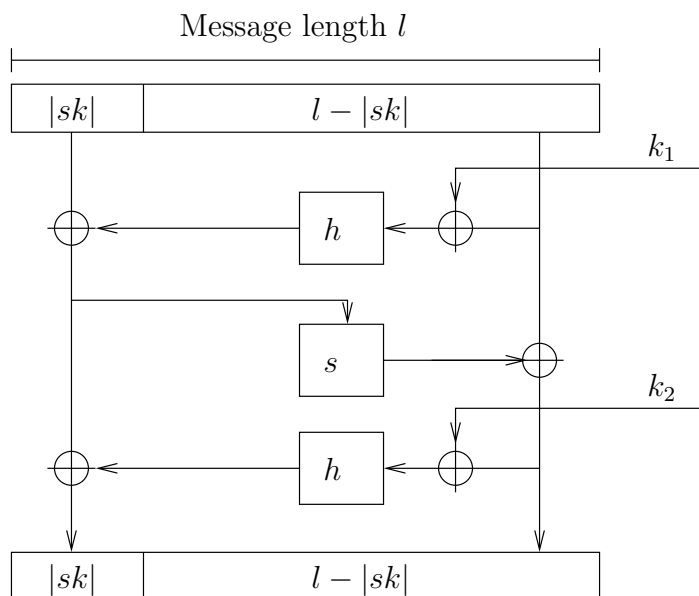 Message length l
|sk| l − |sk|
k₁
h
s
k₂
h
|sk| l − |sk|